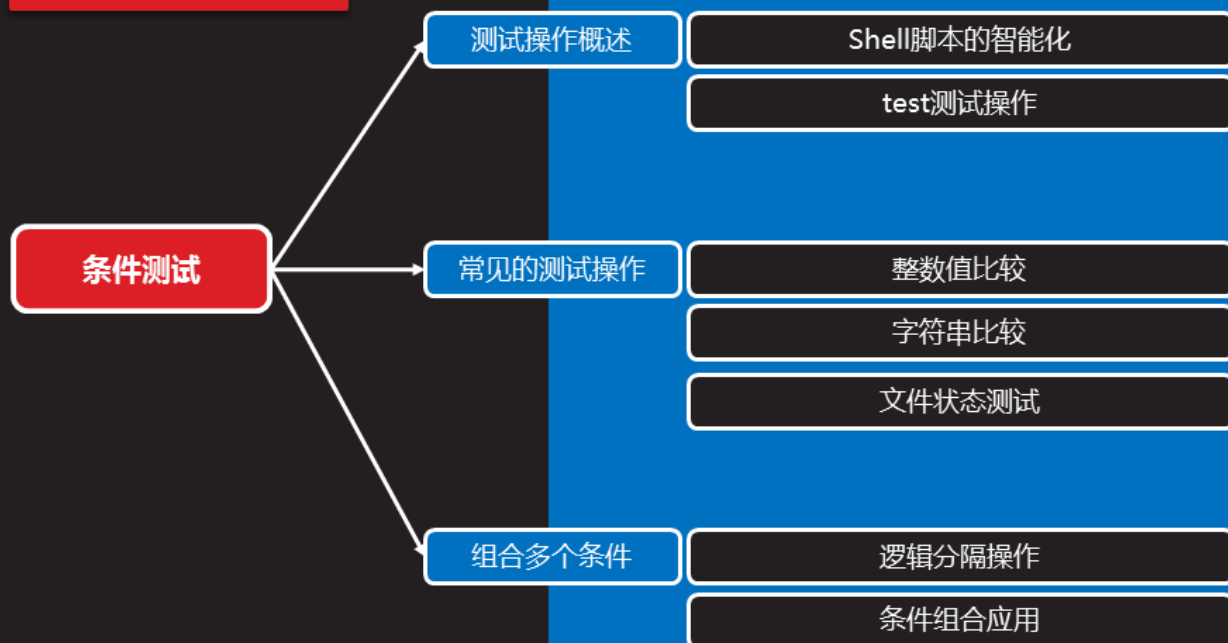 条件测试
测试操作概述
Shell脚本的智能化
test测试操作
常见的测试操作
整数值比较
字符串比较
文件状态测试
组合多个条件
逻辑分隔操作
条件组合应用